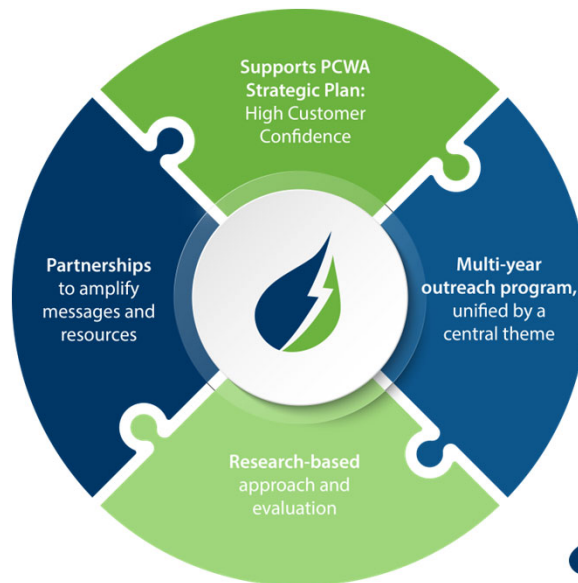 Supports PCWA
Strategic Plan:
High Customer
Confidence
Partnerships
to amplify
messages and
resources
Multi-year
outreach program,
unified by a
central theme
Research-based
approach and
evaluation